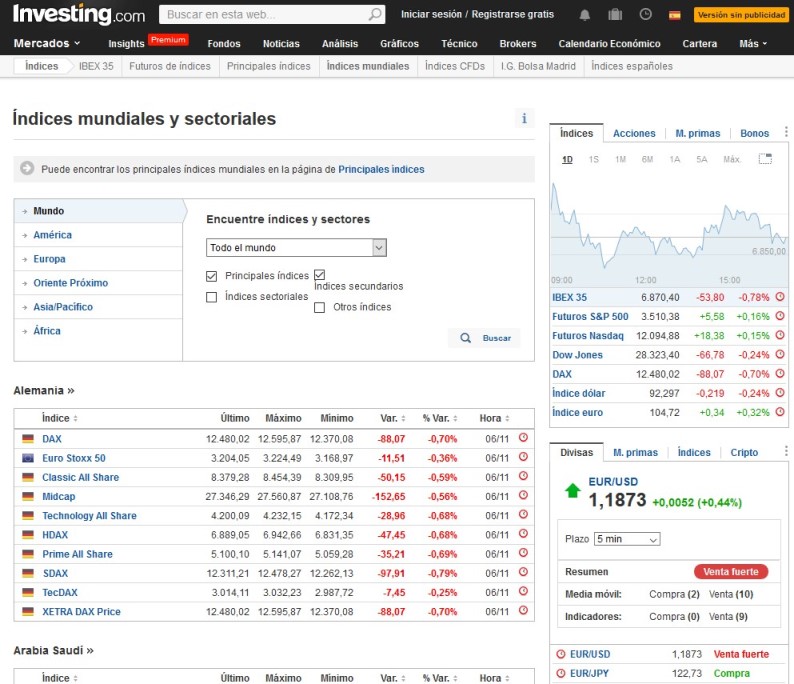 Investing.com Buscar en esta web... Iniciar sesión / Registrarse gratis Versión sin publicidad
Mercados Insights Premium Fondos Noticias Análisis Gráficos Técnico Brokers Calendario Económico Cartera Más
Índices IBEX 35 Futuros de índices Principales índices Índices mundiales Índices CFDs I.G. Bolsa Madrid Índices españoles
Índices mundiales y sectoriales
i
Puede encontrar los principales índices mundiales en la página de Principales índices
Mundo
América
Europa
Oriente Próximo
Asia/Pacífico
África
Encuentre índices y sectores
Todo el mundo
Principales índices
Índices secundarios
Índices sectoriales
Otros índices
Buscar
Alemania »
Índice Último Máximo Mínimo Var. % Var. Hora
DAX 12.480,02 12.595,87 12.370,08 -88,07 -0,70% 06/11
Euro Stoxx 50 3.204,05 3.224,49 3.168,97 -11,51 -0,36% 06/11
Classic All Share 8.379,28 8.454,39 8.309,95 -50,15 -0,59% 06/11
Midcap 27.346,29 27.560,87 27.108,76 -152,65 -0,56% 06/11
Technology All Share 4.200,09 4.232,15 4.172,34 -28,96 -0,68% 06/11
HDAX 6.889,05 6.942,66 6.831,35 -47,45 -0,68% 06/11
Prime All Share 5.100,10 5.141,07 5.059,28 -35,21 -0,69% 06/11
SDAX 12.311,21 12.478,27 12.262,13 -97,91 -0,79% 06/11
TecDAX 3.014,11 3.032,23 2.987,72 -7,45 -0,25% 06/11
XETRA DAX Price 12.480,02 12.595,87 12.370,08 -88,07 -0,70% 06/11
Arabia Saudí »
Índice Último Máximo Mínimo Var. % Var. Hora
Índices Acciones M. primas Bonos
1D 1S 1M 6M 1A 5A Máx.
6.850,00
09:00 12:00 15:00
IBEX 35 6.870,40 -53,80 -0,78%
Futuros S&P 500 3.510,38 +5,58 +0,16%
Futuros Nasdaq 12.094,88 +18,38 +0,15%
Dow Jones 28.323,40 -66,78 -0,24%
DAX 12.480,02 -88,07 -0,70%
Índice dólar 92,297 -0,219 -0,24%
Índice euro 104,72 +0,34 +0,32%
Divisas M. primas Índices Cripto
EUR/USD
1,1873 +0,0052 (+0,44%)
Plazo 5 min
Resumen Venta fuerte
Media móvil: Compra (2) Venta (10)
Indicadores: Compra (0) Venta (9)
EUR/USD 1,1873 Venta fuerte
EUR/JPY 122,73 Compra